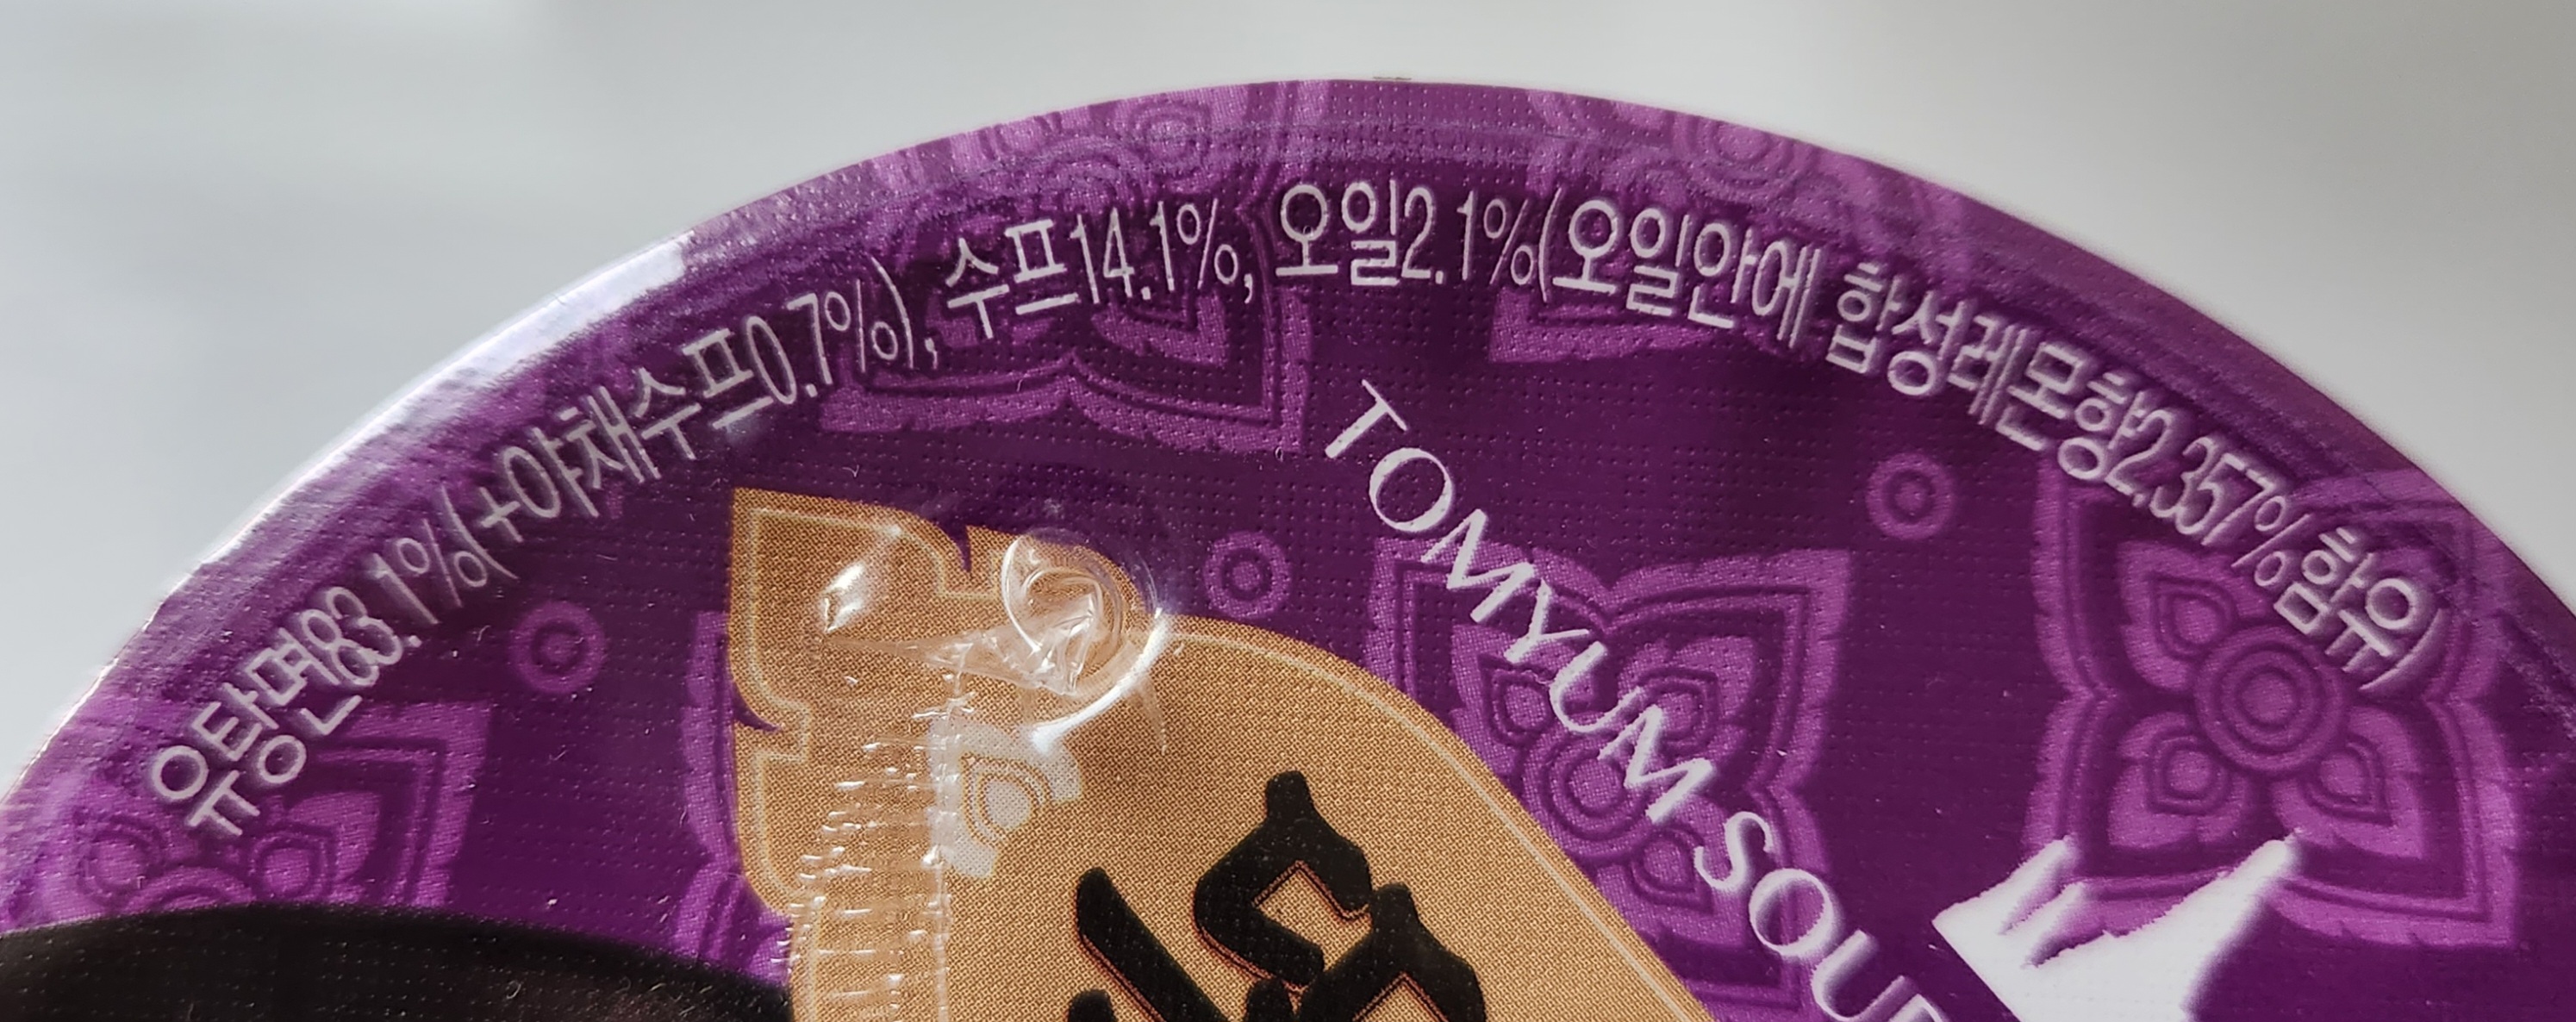 유탕면83.1%(+야채수프0.7%), 수프14.1%, 오일2.1%(오일안에 합성레몬향2.357%함유)
TOMYUM SOUP